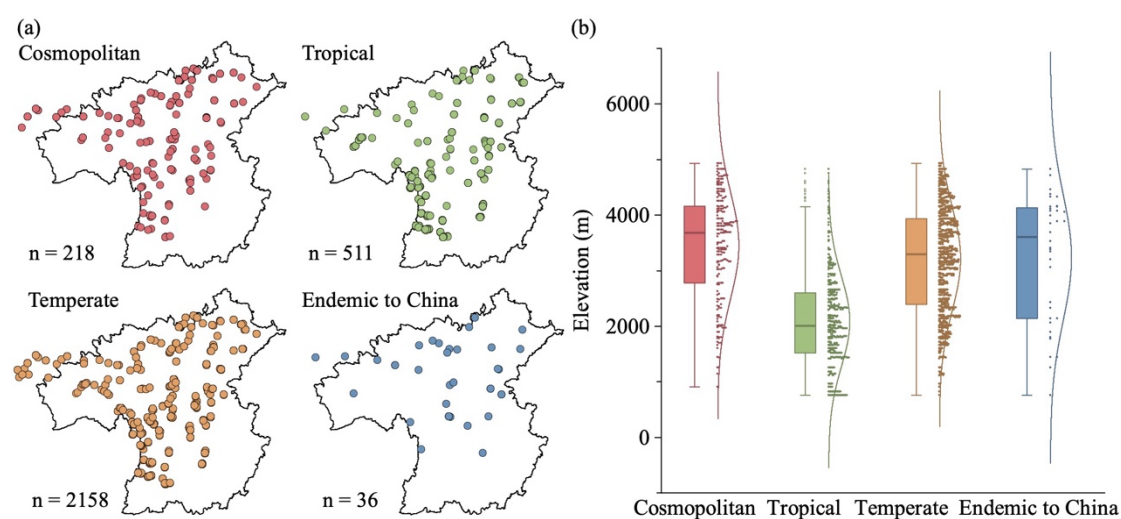 (a)
Cosmopolitan
n = 218
Tropical
n = 511
Temperate
n = 2158
Endemic to China
n = 36
(b)
Elevation (m)
6000
4000
2000
0
Cosmopolitan Tropical Temperate Endemic to China